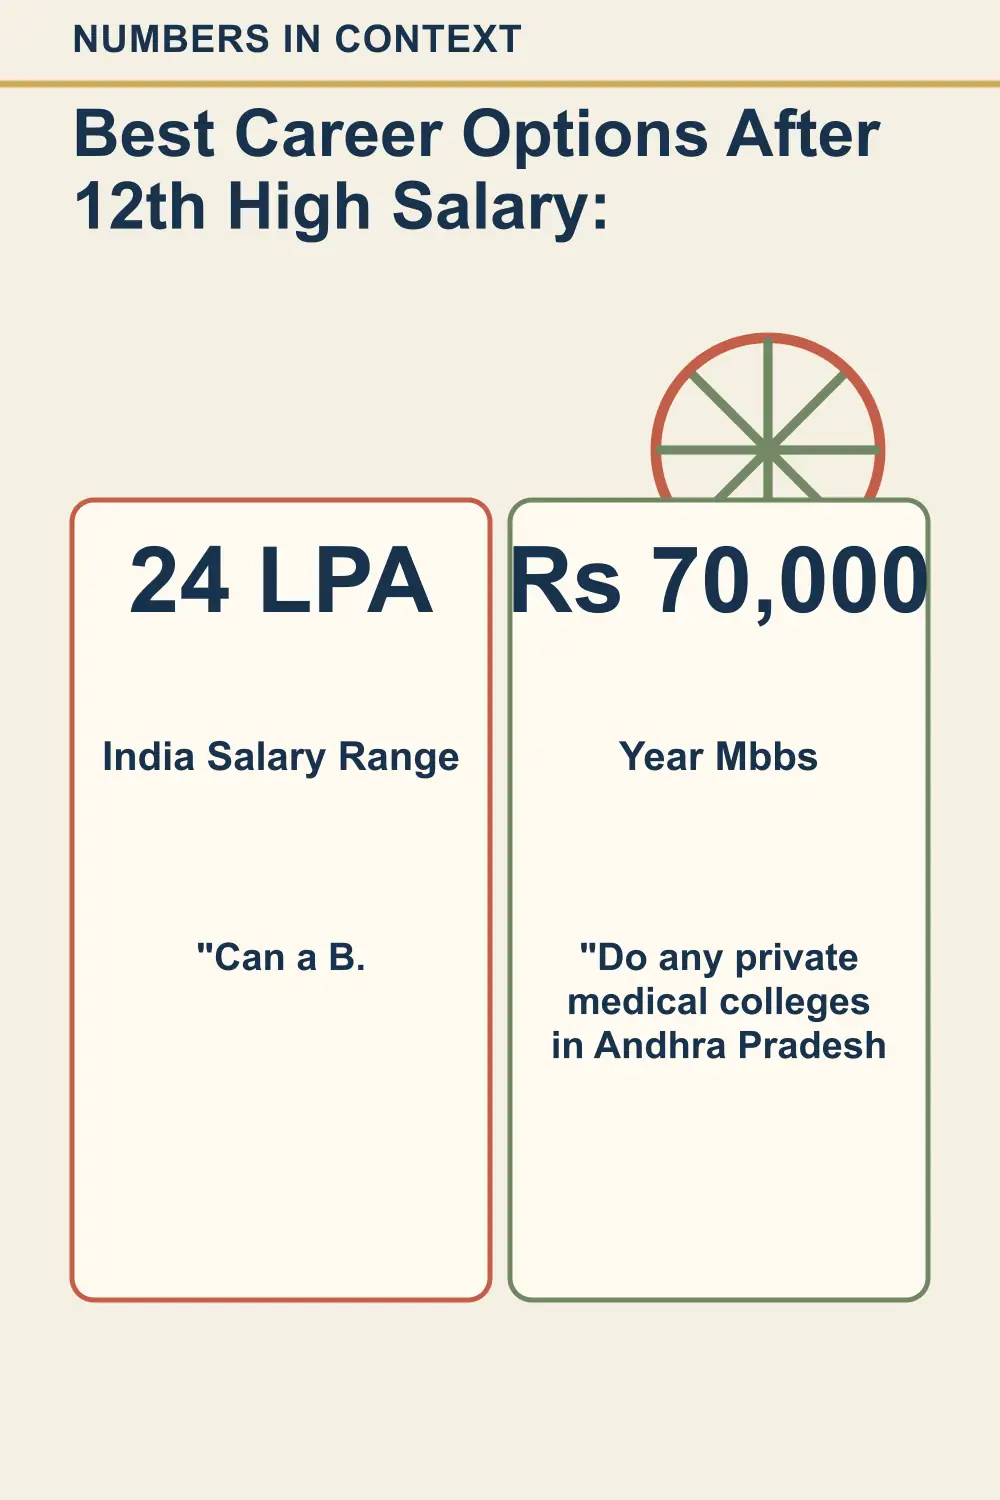 NUMBERS IN CONTEXT
Best Career Options After
12th High Salary:
24 LPA
India Salary Range
"Can a B.
Rs 70,000
Year Mbbs
"Do any private
medical colleges
in Andhra Pradesh